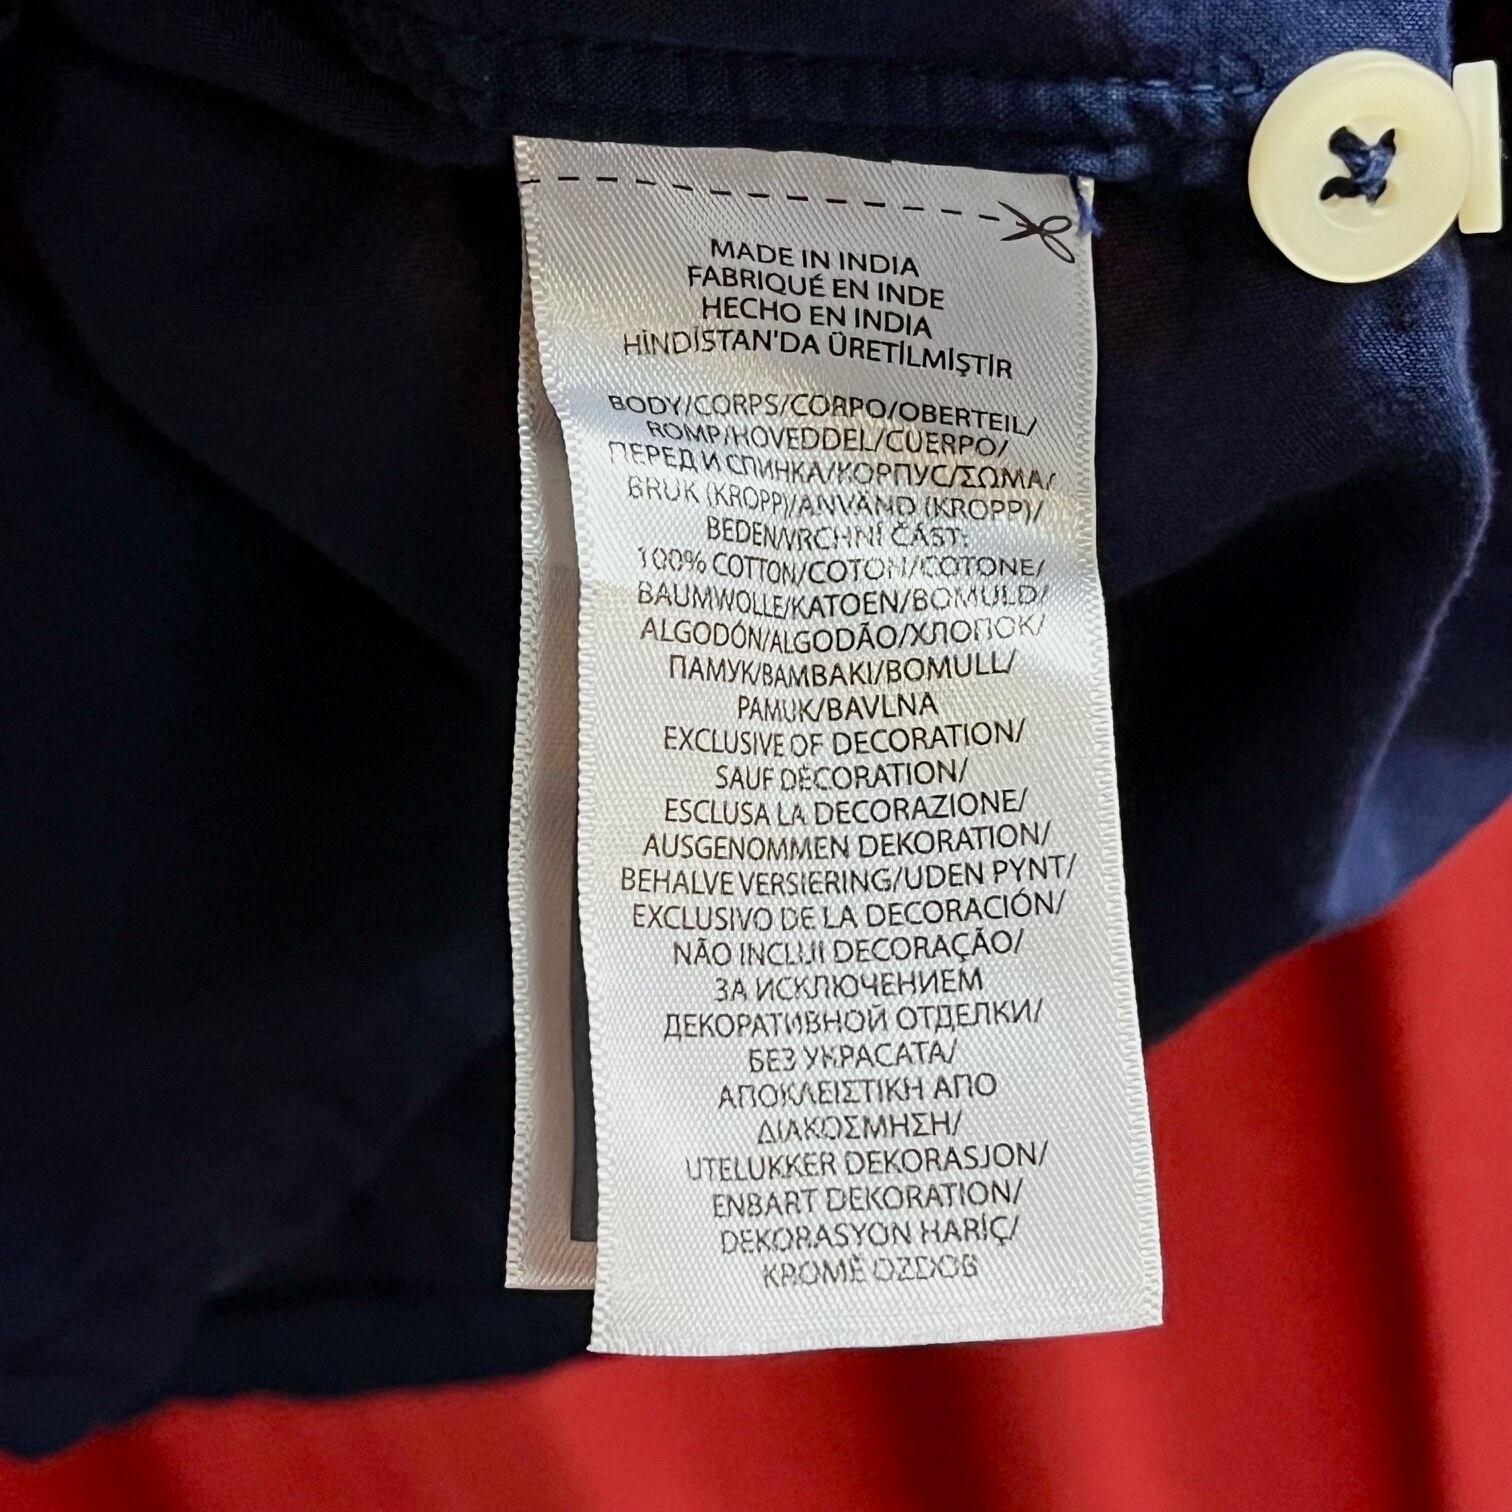 MADE IN INDIA
FABRIQUÉ EN INDE
HECHO EN INDIA
HİNDİSTAN'DA ÜRETİLMİŞTİR
BODY/CORPS/CORPO/OBERTEIL/
ROMP/HOVEDDEL/CUERPO/
ПЕРЕД И СПИНКА/КОРПУС/ΣΩΜΑ/
BRUK (KROPP)/ANVÄND (KROPP)/
BEDEN/VRCHNÍ ČÁST:
100% COTTON/COTON/COTONE/
BAUMWOLLE/KATOEN/BOMULD/
ALGODÓN/ALGODÃO/ХЛОПОК/
ПАМУК/BAMBAKI/BOMULL/
PAMUK/BAVLNA
EXCLUSIVE OF DECORATION/
SAUF DÉCORATION/
ESCLUSA LA DECORAZIONE/
AUSGENOMMEN DEKORATION/
BEHALVE VERSIERING/UDEN PYNT/
EXCLUSIVO DE LA DECORACIÓN/
NÃO INCLUI DECORAÇÃO/
ЗА ИСКЛЮЧЕНИЕМ
ДЕКОРАТИВНОЙ ОТДЕЛКИ/
БЕЗ УКРАСАТА/
ΑΠΟΚΛΕΙΣΤΙΚΗ ΑΠΟ
ΔΙΑΚΟΣΜΗΣΗ/
UTELUKKER DEKORASJON/
ENBART DEKORATION/
DEKORASYON HARİÇ/
KROMĚ OZDOB